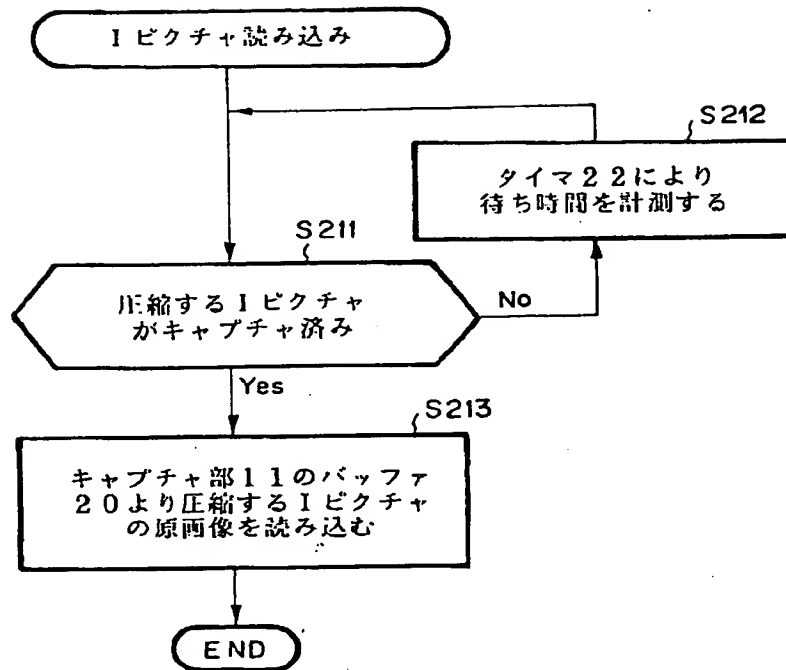 Iピクチャ読み込み
S212
タイマ22により
待ち時間を計測する
S211
圧縮するIピクチャ
がキャプチャ済み
No
Yes
S213
キャプチャ部11のバッファ
20より圧縮するIピクチャ
の原画像を読み込む
END